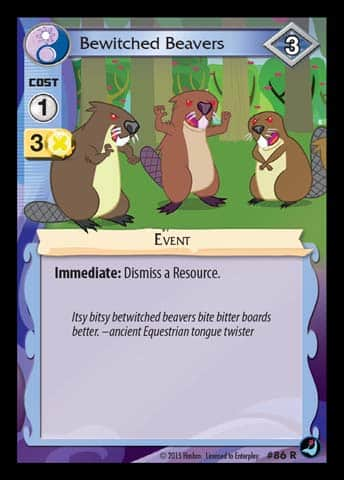 Bewitched Beavers
3
COST
1
3
EVENT
Immediate: Dismiss a Resource.
Itsy bitsy betwitched beavers bite bitter boards
better. –ancient Equestrian tongue twister
© 2015 Hasbro. Licensed to Enterplay. #86 R